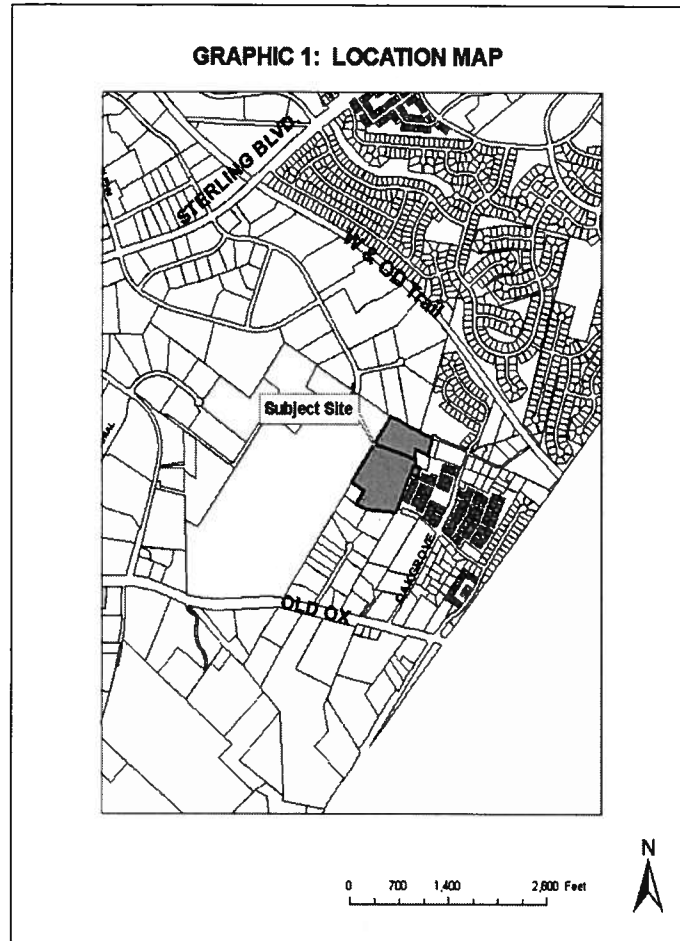 GRAPHIC 1: LOCATION MAP
STERLING BLVD.
W & OD Trail
Subject Site
OAKGROVE
OLD OX
N
0 700 1,400 2,800 Feet